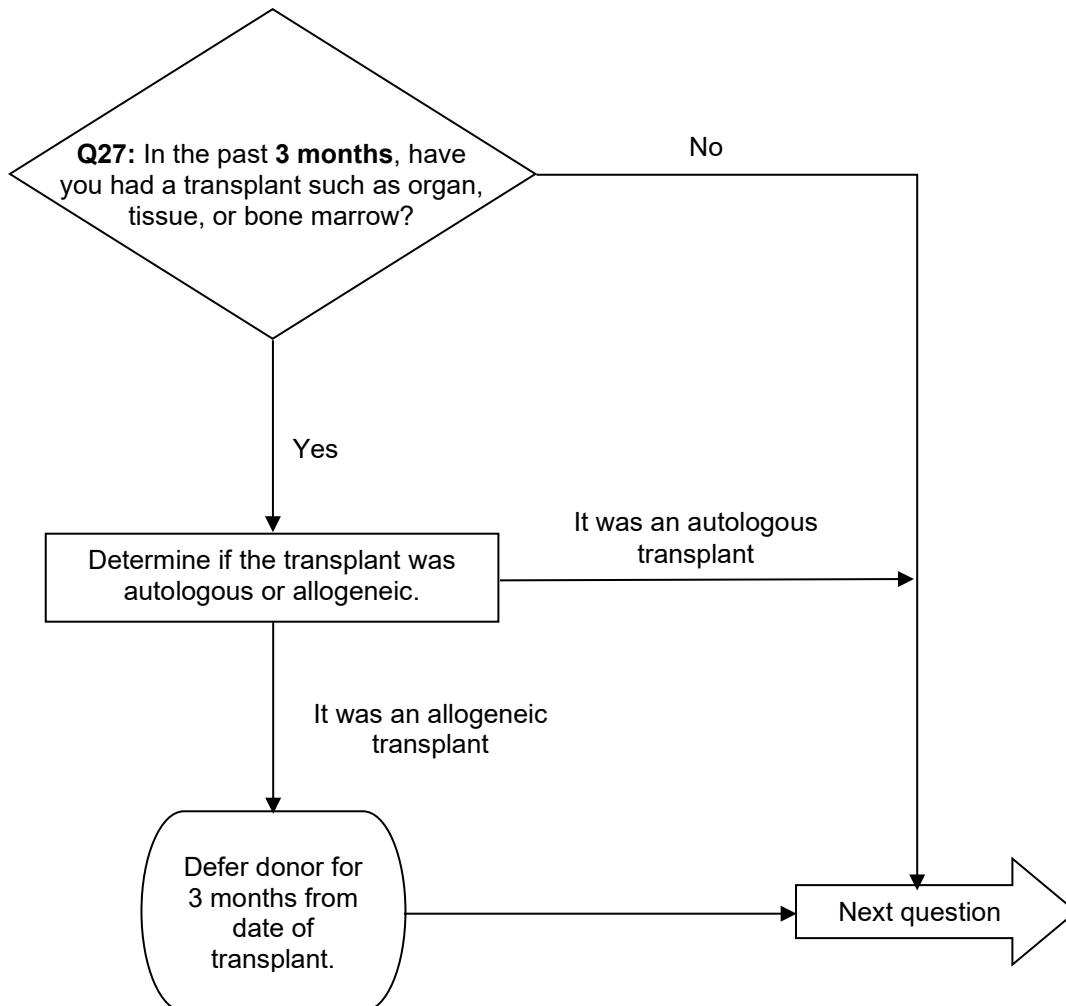 Q27: In the past 3 months, have
you had a transplant such as organ,
tissue, or bone marrow?
No
Yes
It was an autologous
transplant
Determine if the transplant was
autologous or allogeneic.
It was an allogeneic
transplant
Defer donor for
3 months from
date of
transplant.
Next question